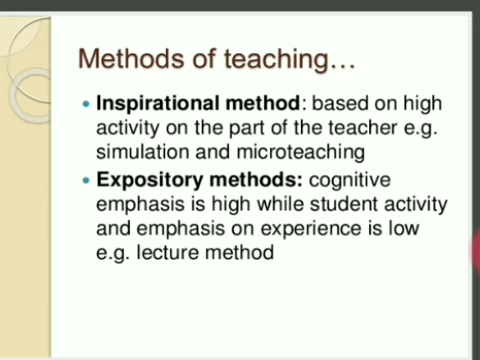 Methods of teaching…
Inspirational method: based on high
activity on the part of the teacher e.g.
simulation and microteaching
Expository methods: cognitive
emphasis is high while student activity
and emphasis on experience is low
e.g. lecture method